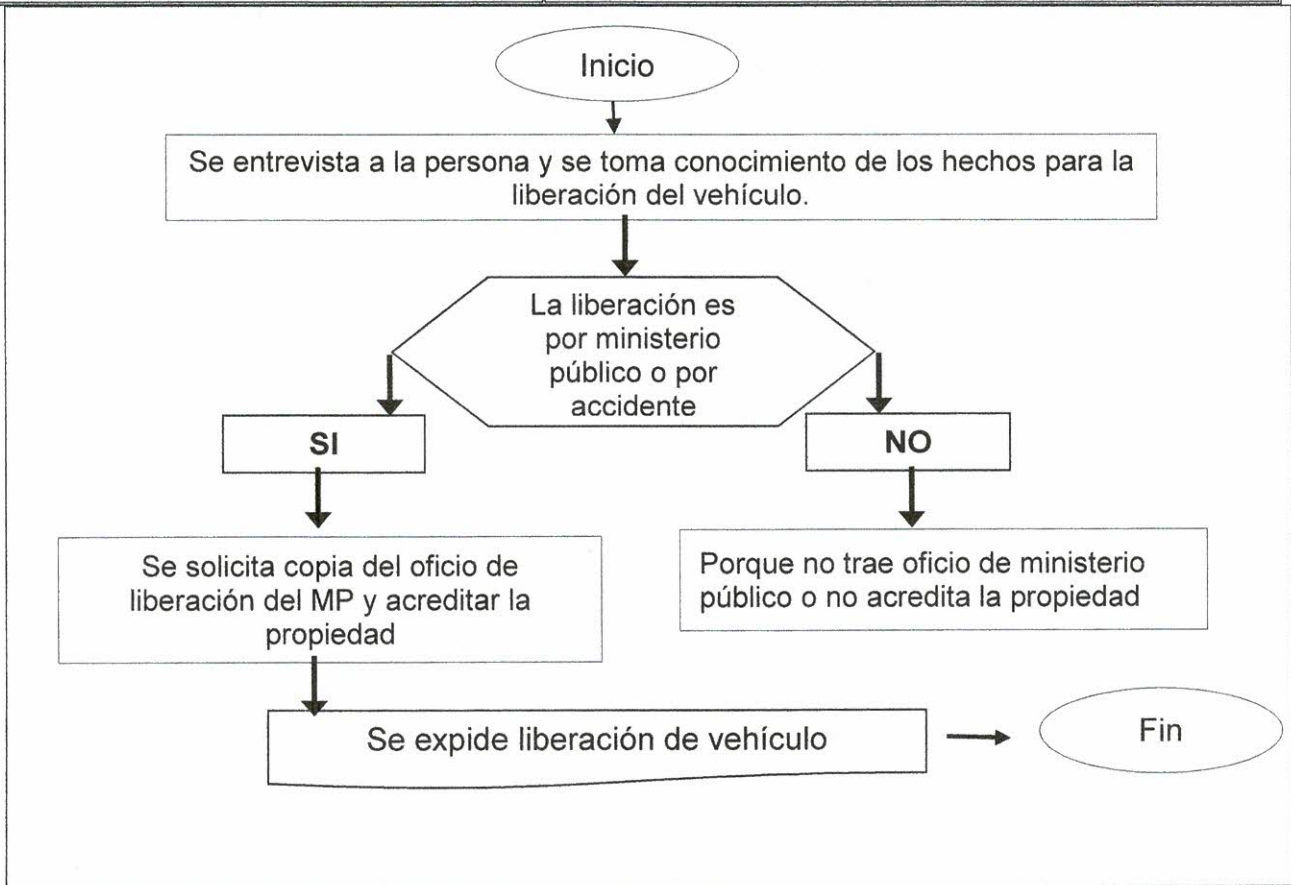 Inicio
Se entrevista a la persona y se toma conocimiento de los hechos para la
liberación del vehículo.
La liberación es
por ministerio
público o por
accidente
SI
NO
Se solicita copia del oficio de
liberación del MP y acreditar la
propiedad
Porque no trae oficio de ministerio
público o no acredita la propiedad
Se expide liberación de vehículo
Fin